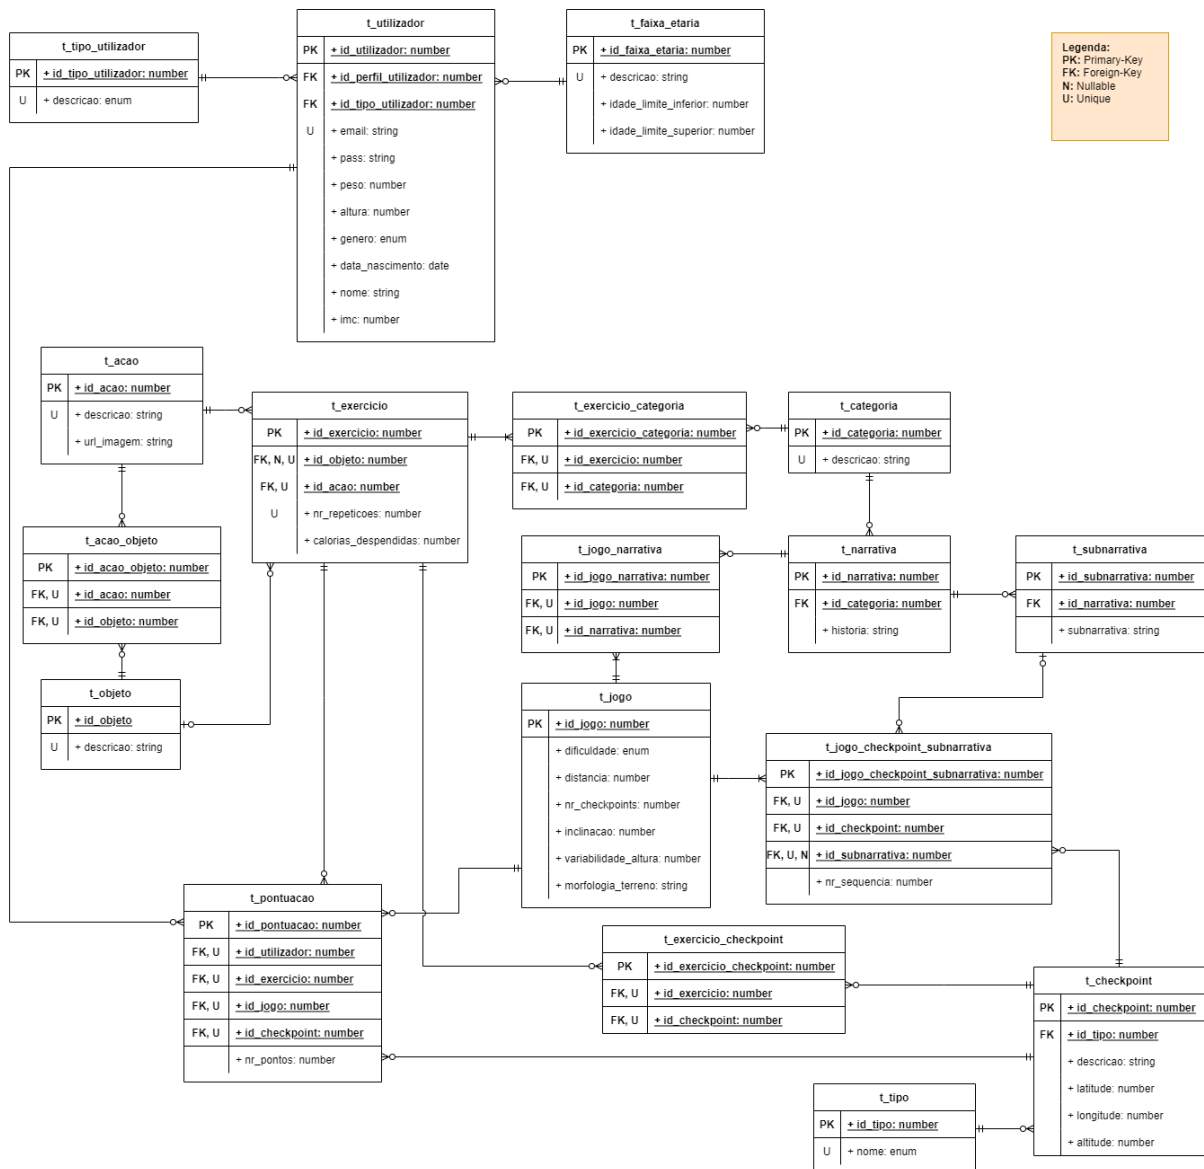 t_tipo_utilizador
PK + id_tipo_utilizador: number
U + descricao: enum
t_utilizador
PK + id_utilizador: number
FK + id_perfil_utilizador: number
FK + id_tipo_utilizador: number
U + email: string
+ pass: string
+ peso: number
+ altura: number
+ genero: enum
+ data_nascimento: date
+ nome: string
+ imc: number
t_faixa_etaria
PK + id_faixa_etaria: number
U + descricao: string
+ idade_limite_inferior: number
+ idade_limite_superior: number
Legenda:
PK: Primary-Key
FK: Foreign-Key
N: Nullable
U: Unique
t_acao
PK + id_acao: number
U + descricao: string
+ url_imagem: string
t_exercicio
PK + id_exercicio: number
FK, N, U + id_objeto: number
FK, U + id_acao: number
U + nr_repeticoes: number
+ calorias_despendidas: number
t_exercicio_categoria
PK + id_exercicio_categoria: number
FK, U + id_exercicio: number
FK, U + id_categoria: number
t_categoria
PK + id_categoria: number
U + descricao: string
t_acao_objeto
PK + id_acao_objeto: number
FK, U + id_acao: number
FK, U + id_objeto: number
t_jogo_narrativa
PK + id_jogo_narrativa: number
FK, U + id_jogo: number
FK, U + id_narrativa: number
t_narrativa
PK + id_narrativa: number
FK + id_categoria: number
+ historia: string
t_subnarrativa
PK + id_subnarrativa: number
FK + id_narrativa: number
+ subnarrativa: string
t_objeto
PK + id_objeto
U + descricao: string
t_jogo
PK + id_jogo: number
+ dificuldade: enum
+ distancia: number
+ nr_checkpoints: number
+ inclinacao: number
+ variabilidade_altura: number
+ morfologia_terreno: string
t_jogo_checkpoint_subnarrativa
PK + id_jogo_checkpoint_subnarrativa: number
FK, U + id_jogo: number
FK, U + id_checkpoint: number
FK, U, N + id_subnarrativa: number
+ nr_sequencia: number
t_pontuacao
PK + id_pontuacao: number
FK, U + id_utilizador: number
FK, U + id_exercicio: number
FK, U + id_jogo: number
FK, U + id_checkpoint: number
+ nr_pontos: number
t_exercicio_checkpoint
PK + id_exercicio_checkpoint: number
FK, U + id_exercicio: number
FK, U + id_checkpoint: number
t_checkpoint
PK + id_checkpoint: number
FK + id_tipo: number
+ descricao: string
+ latitude: number
+ longitude: number
+ altitude: number
t_tipo
PK + id_tipo: number
U + nome: enum